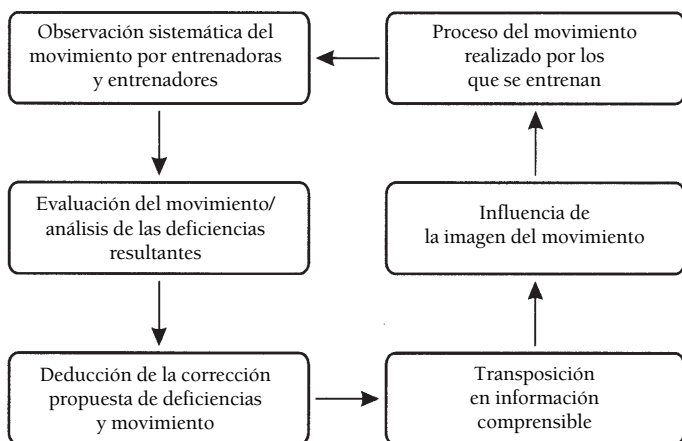 Observación sistemática del
movimiento por entrenadoras
y entrenadores
Proceso del movimiento
realizado por los
que se entrenan
Evaluación del movimiento/
análisis de las deficiencias
resultantes
Influencia de
la imagen del movimiento
Deducción de la corrección
propuesta de deficiencias
y movimiento
Transposición
en información
comprensible